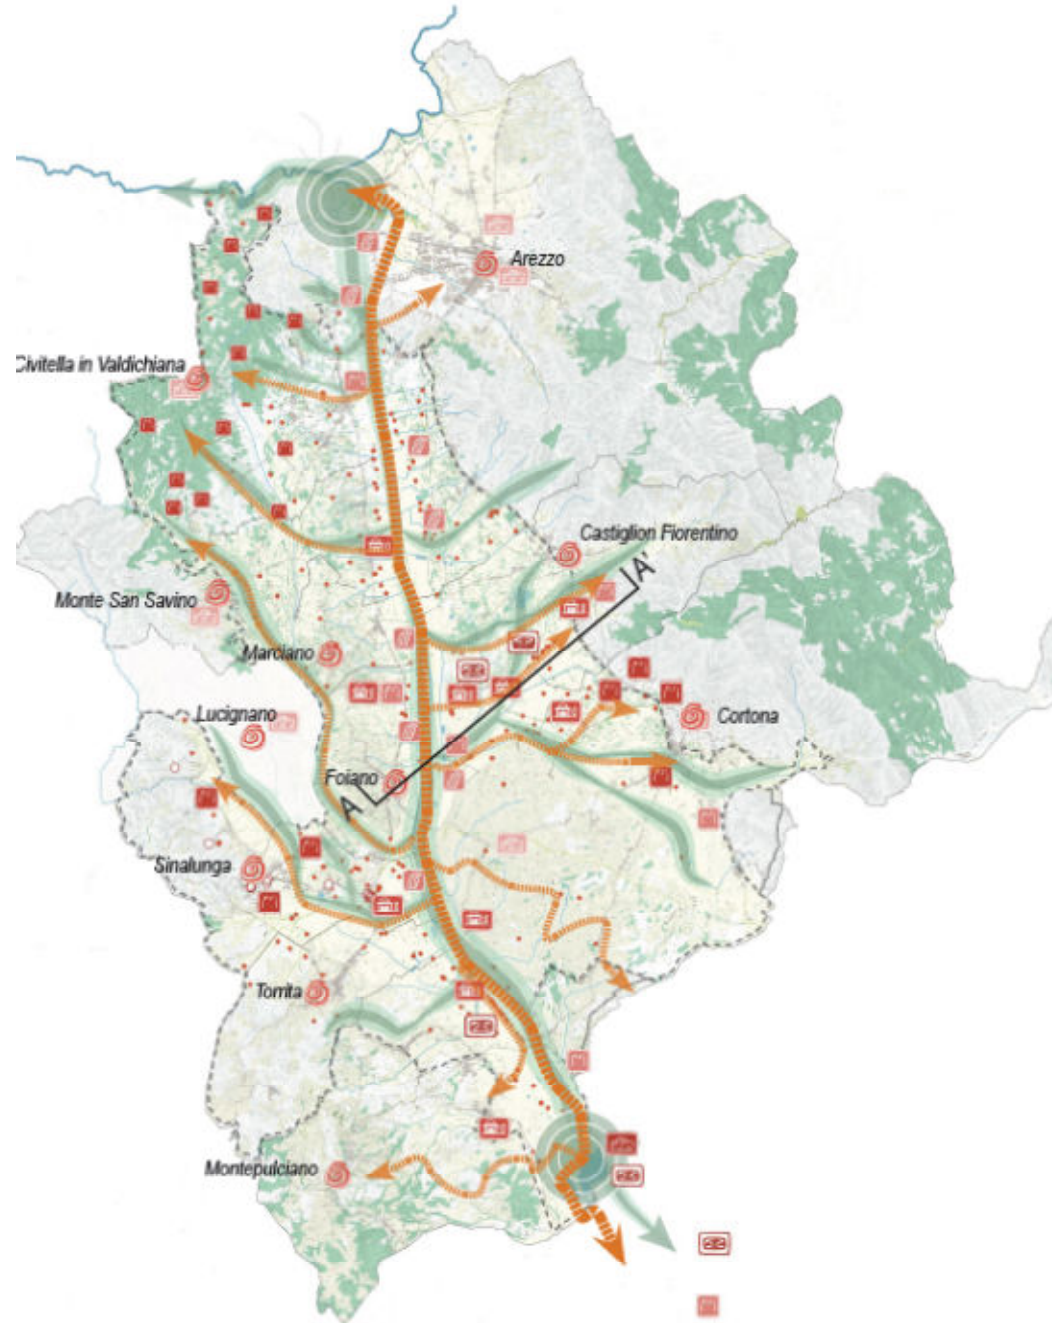 Arezzo
Civitella in Valdichiana
Castiglion Fiorentino
A'
Monte San Savino
Marciano
Lucignano
Cortona
Foiano
A
Sinalunga
Torrita
Montepulciano